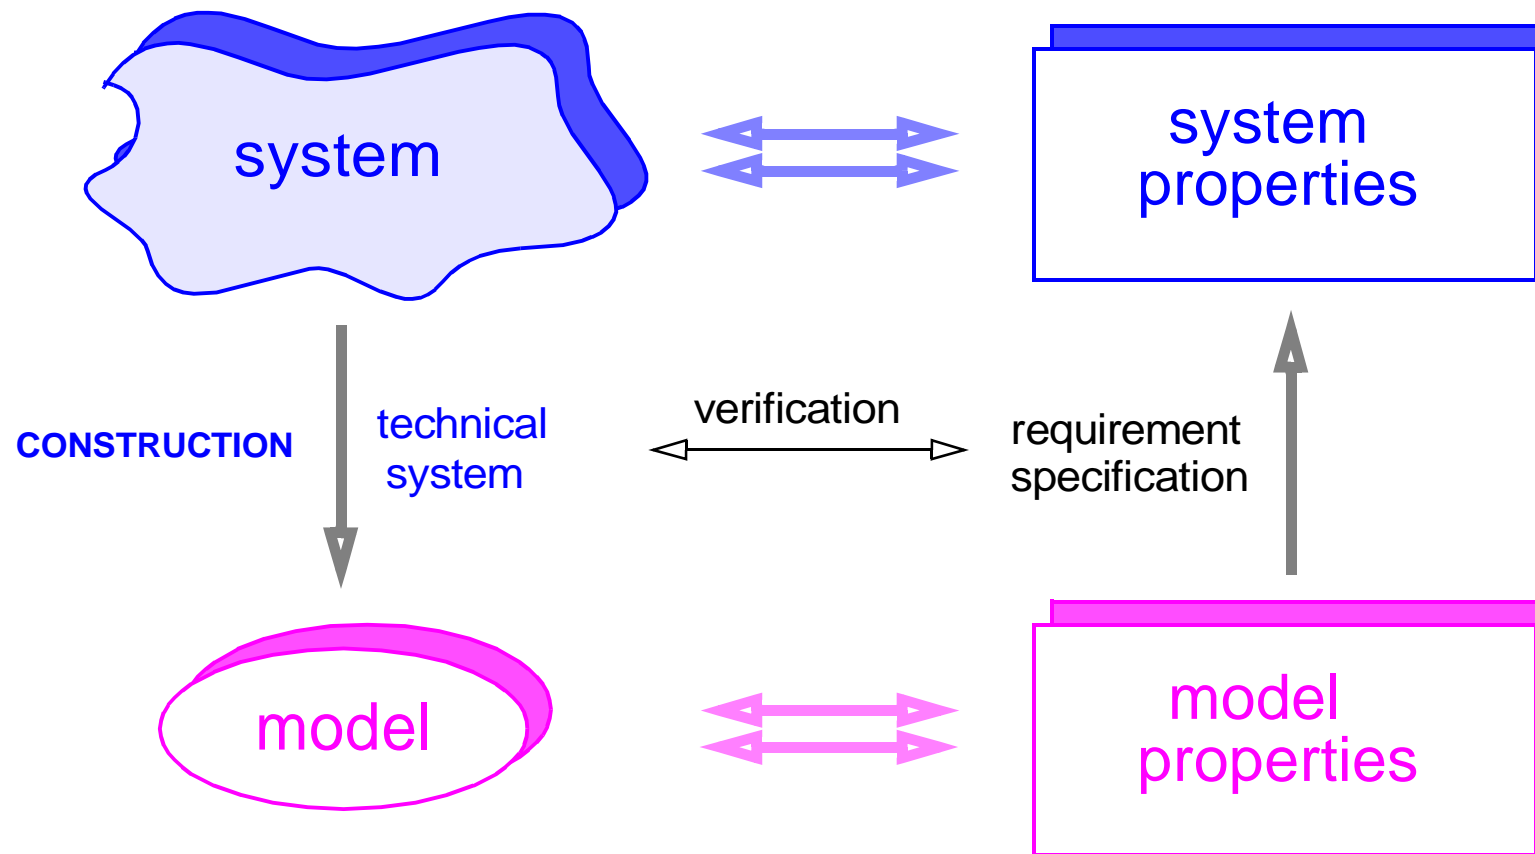 system
system
properties
CONSTRUCTION
technical
system
verification
requirement
specification
model
model
properties